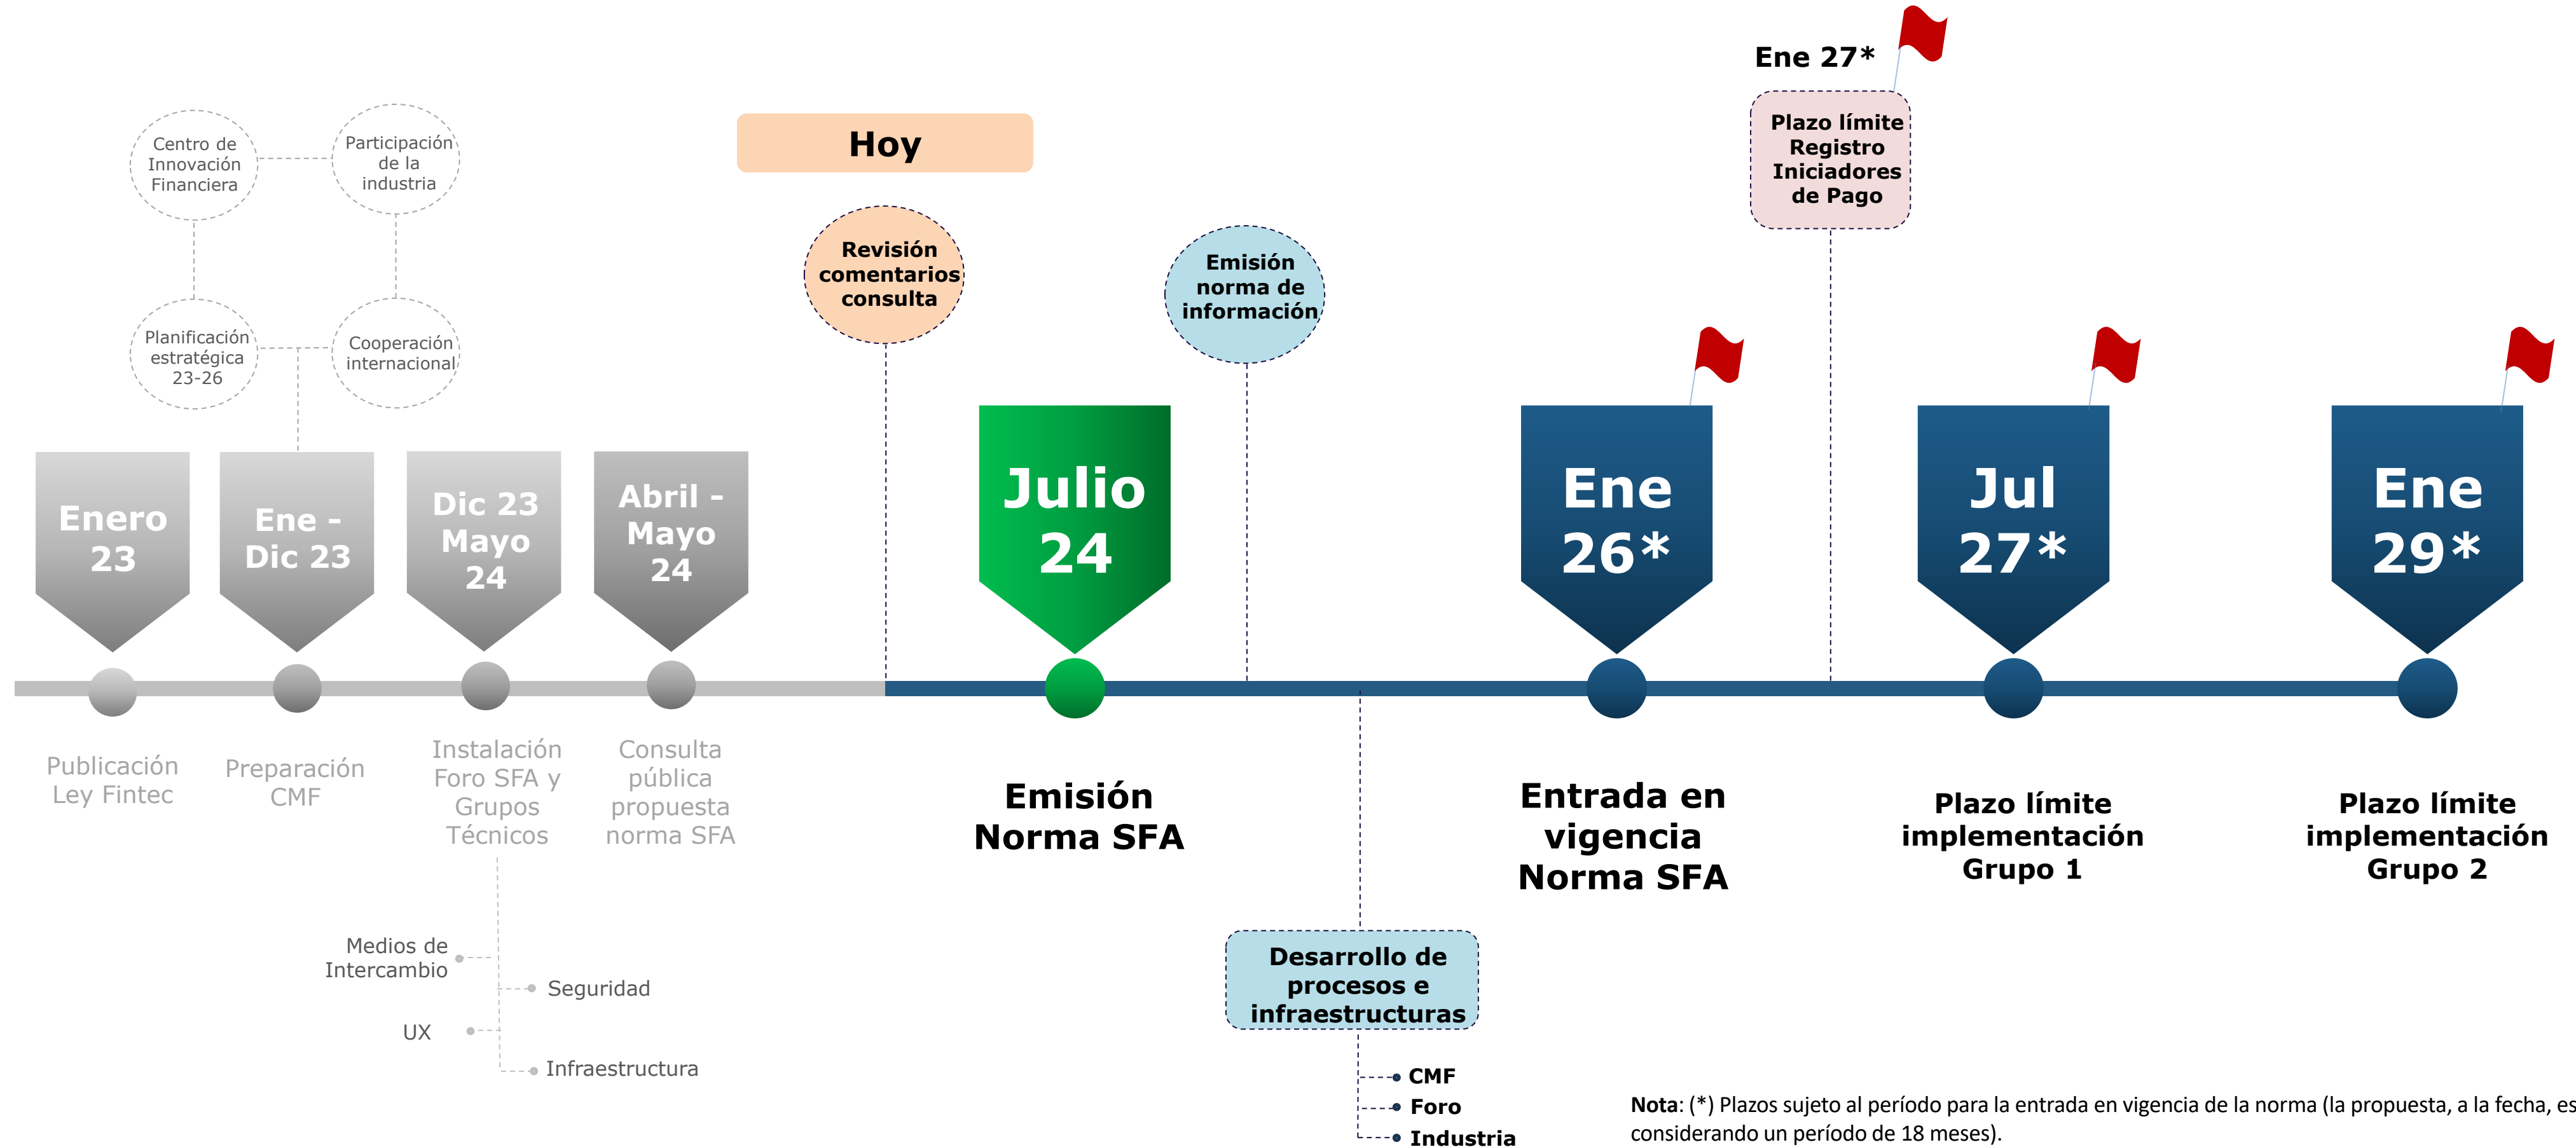 Ene 27*
Plazo límite
Registro
Iniciadores
de Pago
Centro de
Innovación
Financiera
Participación
de la
industria
Hoy
Revisión
comentarios
consulta
Emisión
norma de
información
Planificación
estratégica
23-26
Cooperación
internacional
Enero
23
Ene -
Dic 23
Dic 23
Mayo
24
Abril -
Mayo
24
Julio
24
Ene
26*
Jul
27*
Ene
29*
Publicación
Ley Fintec
Preparación
CMF
Instalación
Foro SFA y
Grupos
Técnicos
Consulta
pública
propuesta
norma SFA
Emisión
Norma SFA
Entrada en
vigencia
Norma SFA
Plazo límite
implementación
Grupo 1
Plazo límite
implementación
Grupo 2
Medios de
Intercambio
Seguridad
UX
Infraestructura
Desarrollo de
procesos e
infraestructuras
CMF
Foro
Industria
Nota: (*) Plazos sujeto al período para la entrada en vigencia de la norma (la propuesta, a la fecha, es
considerando un período de 18 meses).